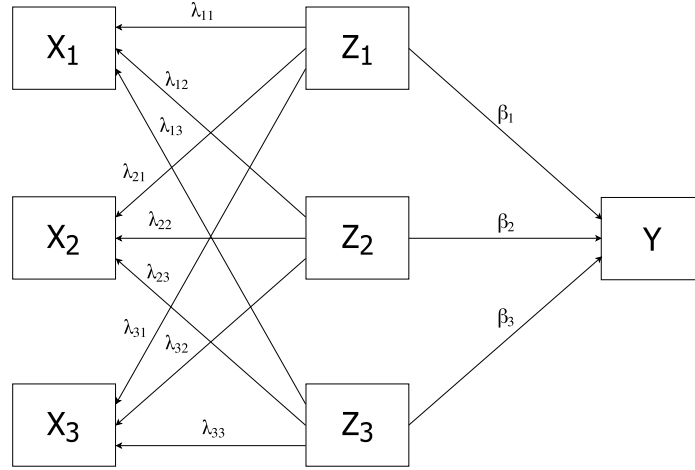 λ₁₁
X₁ Z₁
λ₁₂
β₁
λ₁₃
λ₂₁
λ₂₂ β₂
X₂ Z₂ Y
λ₂₃
β₃
λ₃₁
λ₃₂
X₃ λ₃₃ Z₃